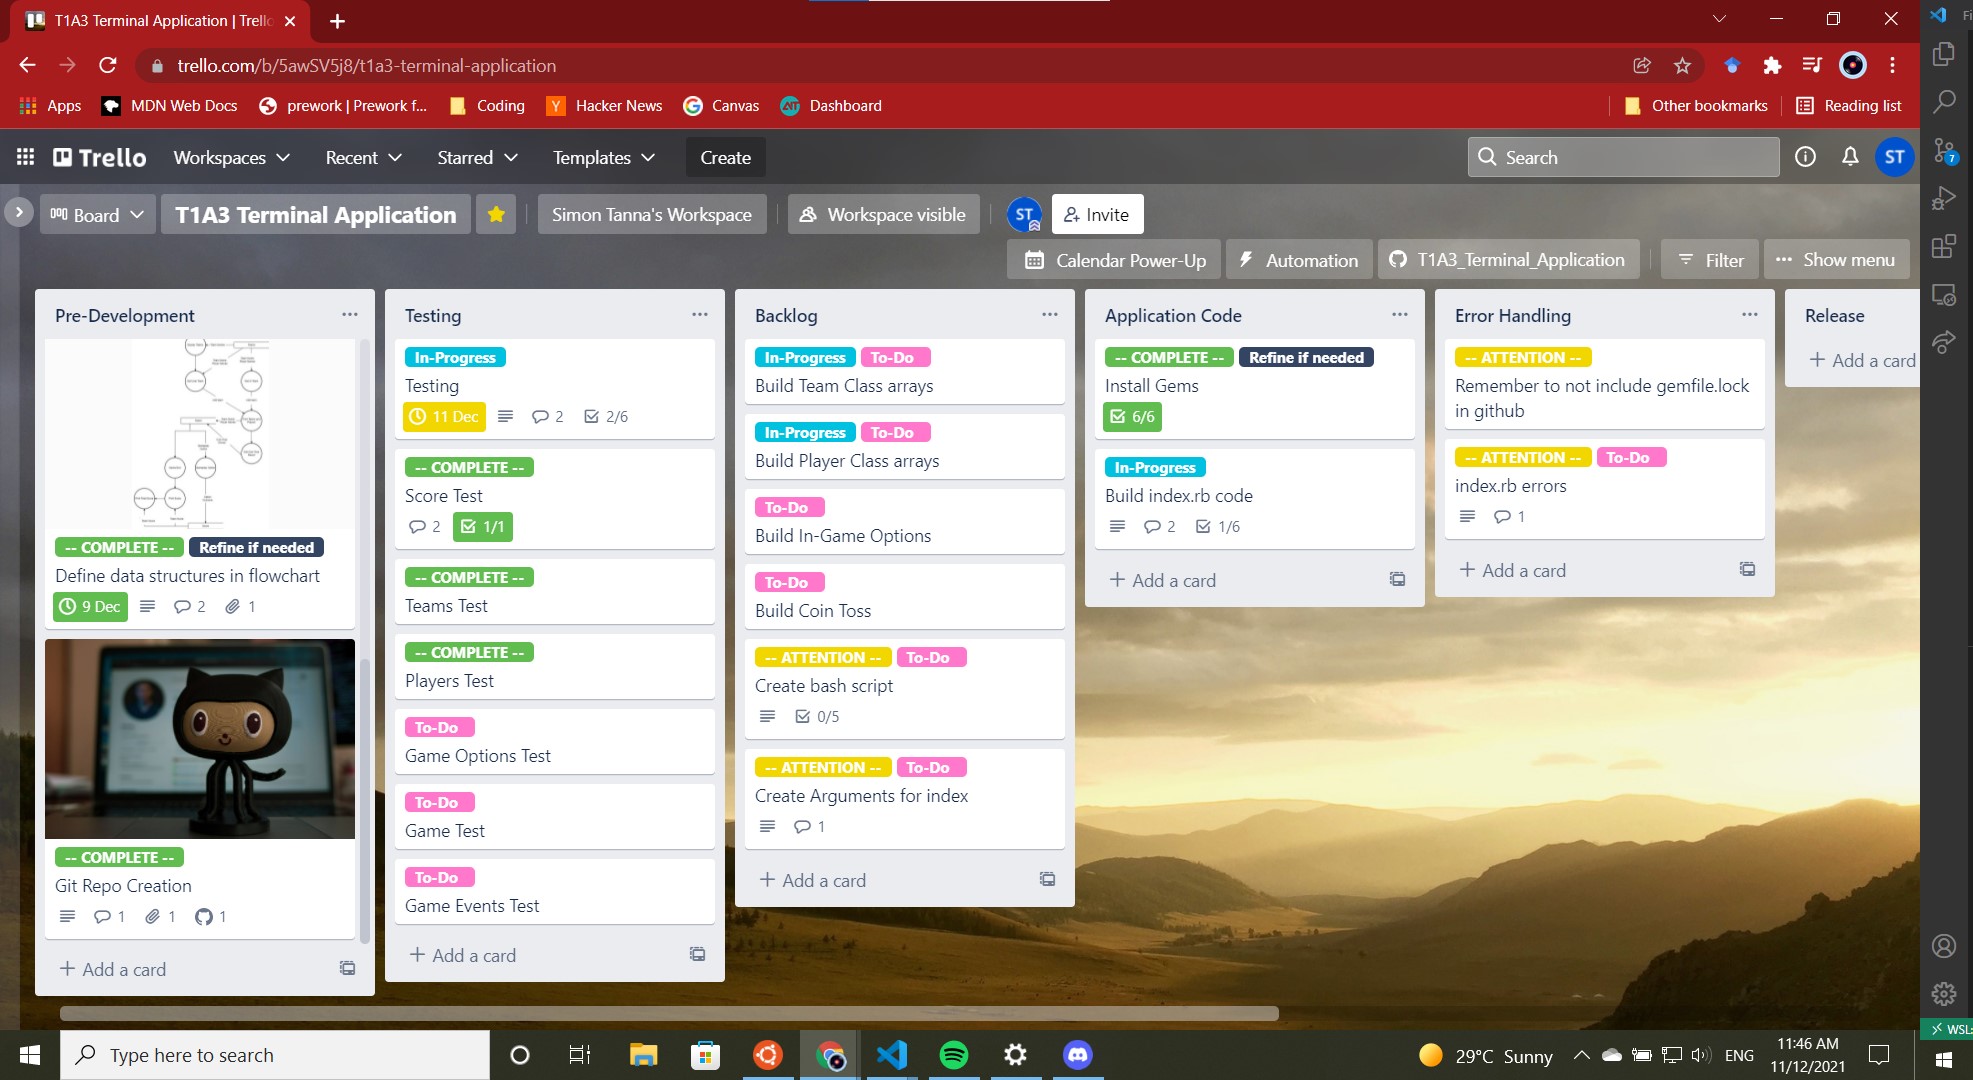 T1A3 Terminal Application | Trello
trello.com/b/5awSV5j8/t1a3-terminal-application
Apps
MDN Web Docs
prework | Prework f...
Coding
Hacker News
Canvas
Dashboard
Other bookmarks
Reading list
Trello
Workspaces
Recent
Starred
Templates
Create
Search
ST
Board
T1A3 Terminal Application
Simon Tanna's Workspace
Workspace visible
ST
Invite
Calendar Power-Up
Automation
T1A3_Terminal_Application
Filter
Show menu
Pre-Development
-- COMPLETE -- Refine if needed
Define data structures in flowchart
9 Dec 2 1
-- COMPLETE --
Git Repo Creation
1 1 1
+ Add a card
Testing
In-Progress
Testing
11 Dec 2 2/6
-- COMPLETE --
Score Test
2 1/1
-- COMPLETE --
Teams Test
-- COMPLETE --
Players Test
To-Do
Game Options Test
To-Do
Game Test
To-Do
Game Events Test
+ Add a card
Backlog
In-Progress To-Do
Build Team Class arrays
In-Progress To-Do
Build Player Class arrays
To-Do
Build In-Game Options
To-Do
Build Coin Toss
-- ATTENTION -- To-Do
Create bash script
0/5
-- ATTENTION -- To-Do
Create Arguments for index
1
+ Add a card
Application Code
-- COMPLETE -- Refine if needed
Install Gems
6/6
In-Progress
Build index.rb code
2 1/6
+ Add a card
Error Handling
-- ATTENTION --
Remember to not include gemfile.lock
in github
-- ATTENTION -- To-Do
index.rb errors
1
+ Add a card
Release
+ Add a card
Fi
7
WSL:
Type here to search
29°C Sunny
ENG
11:46 AM
11/12/2021